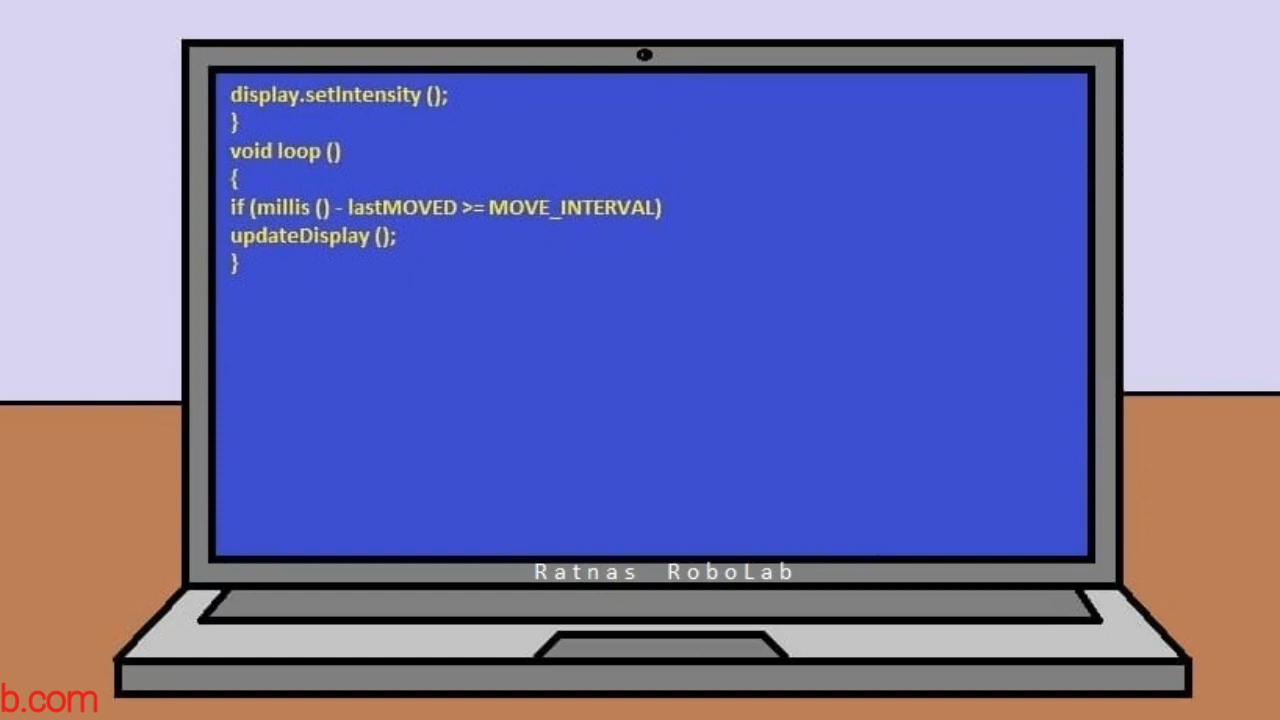 display.setIntensity ();
}
void loop ()
{
if (millis () - lastMOVED >= MOVE_INTERVAL)
updateDisplay ();
}
Ratnas RoboLab
b.com